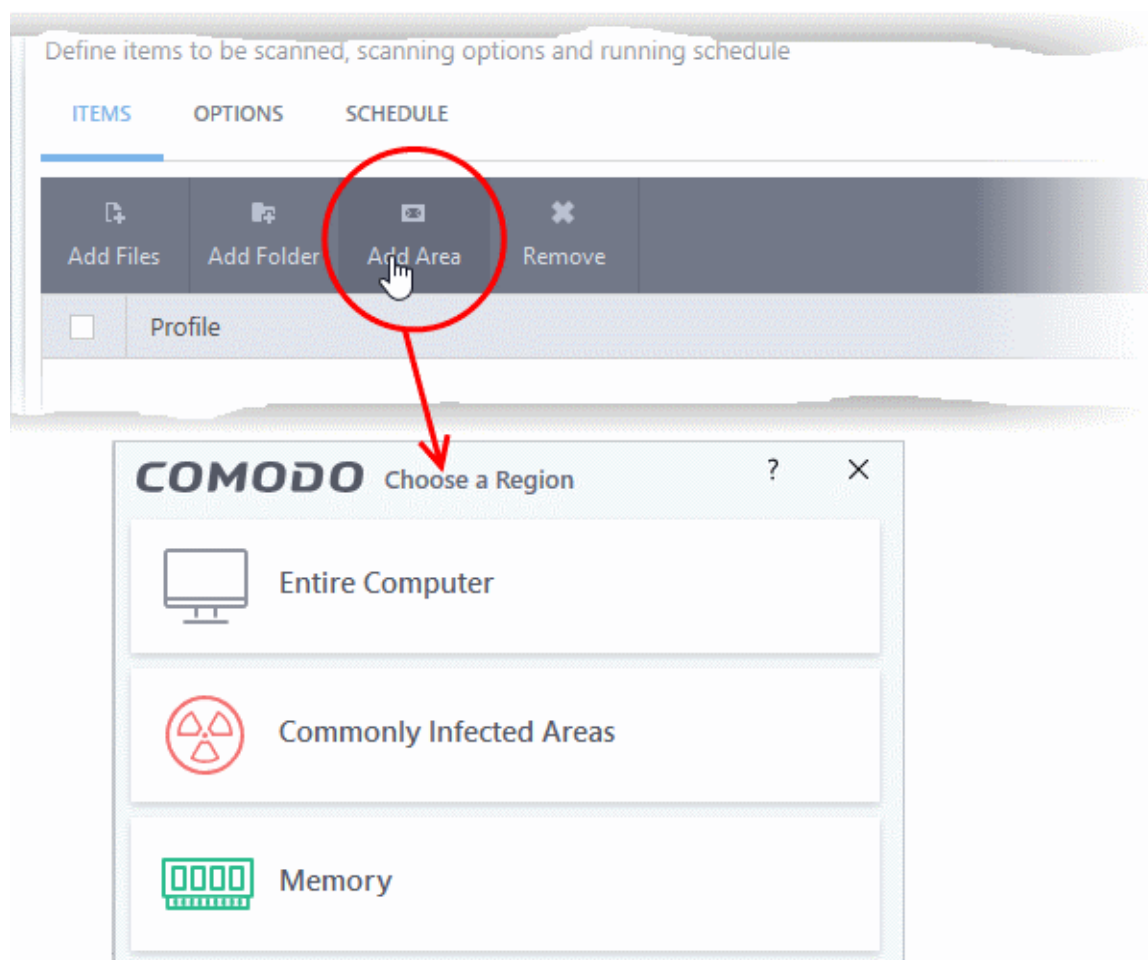 Define items to be scanned, scanning options and running schedule
ITEMS OPTIONS SCHEDULE
Add Files Add Folder Add Area Remove
Profile
COMODO Choose a Region ? ×
Entire Computer
Commonly Infected Areas
Memory